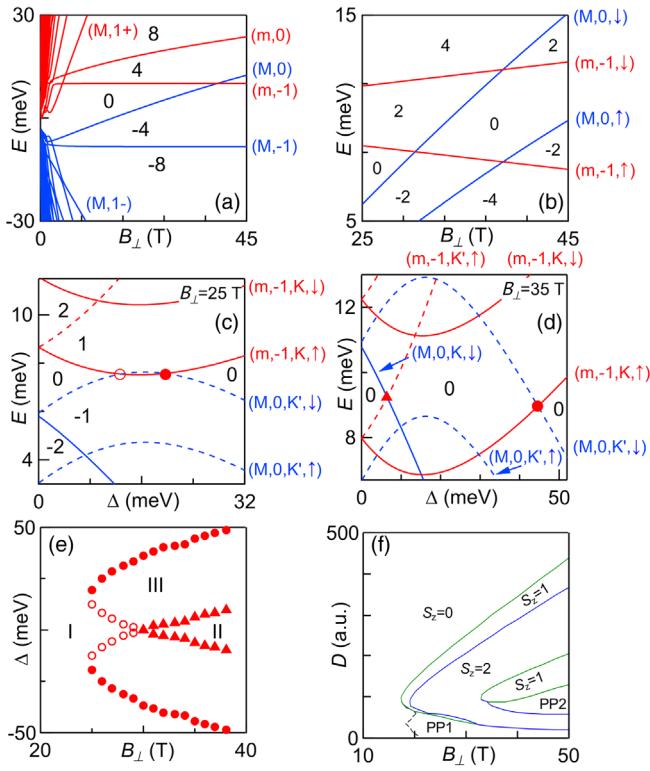 30
(M,1+)
8
(m,0)
4
(M,0)
0
(m,-1)
-4
(M,-1)
-8
(M,1-)
(a)
-30
0
45
E (meV)
B⊥(T)
15
(M,0,↓)
4
2
(m,-1,↓)
2
0
(M,0,↑)
-2
0
-2
-4
(m,-1,↑)
(b)
5
25
45
E (meV)
B⊥(T)
B⊥=25 T
(m,-1,K,↓)
10
2
(c)
1
(m,-1,K,↑)
0
0
(M,0,K',↓)
-1
-2
4
(M,0,K',↑)
0
32
E (meV)
Δ (meV)
(m,-1,K',↑)
(m,-1,K,↓)
B⊥=35 T
12
(d)
(M,0,K,↓)
(m,-1,K,↑)
0
0
0
8
(M,0,K',↓)
(M,0,K',↑)
0
50
E (meV)
Δ (meV)
50
(e)
III
I
II
0
-50
20
40
Δ (meV)
B⊥(T)
500
(f)
Sz=0
Sz=1
Sz=2
Sz=1
PP2
PP1
0
10
50
D (a.u.)
B⊥(T)